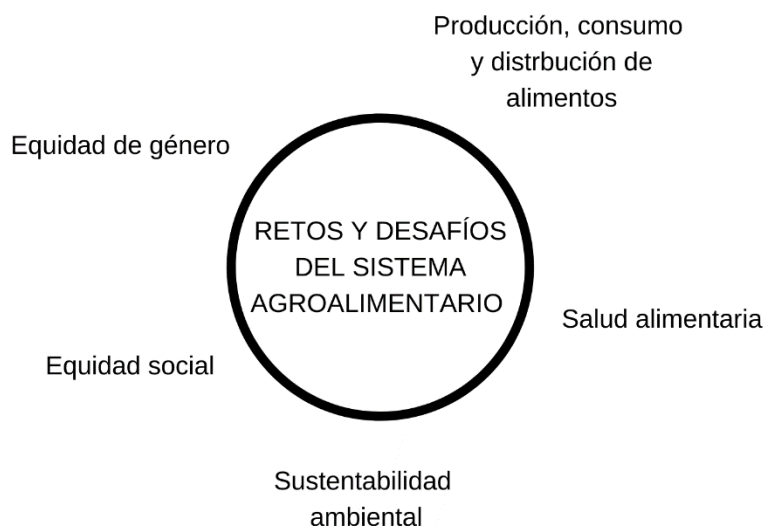 Producción, consumo
y distrbución de
alimentos
Equidad de género
RETOS Y DESAFÍOS
DEL SISTEMA
AGROALIMENTARIO
Salud alimentaria
Equidad social
Sustentabilidad
ambiental